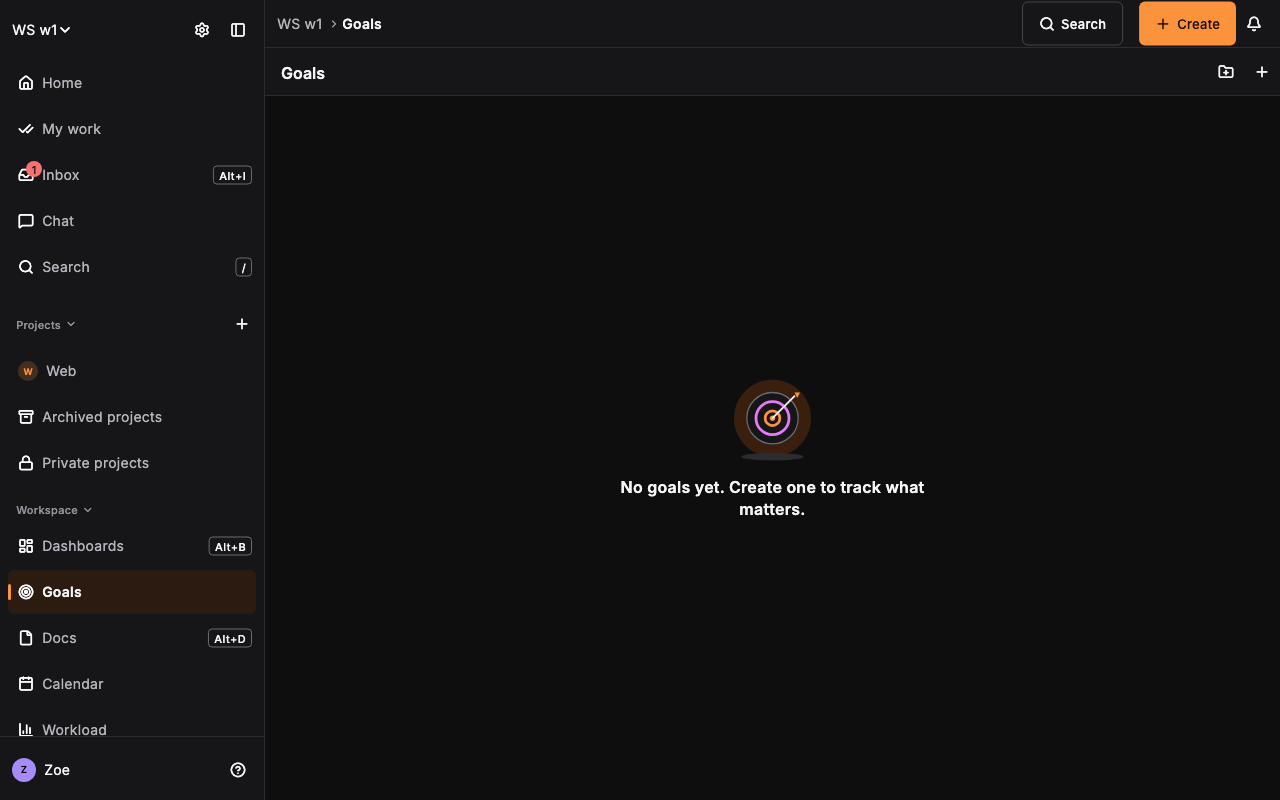 WS w1
Home
My work
1
Inbox
Alt+I
Chat
Search
/
Projects
W
Web
Archived projects
Private projects
Workspace
Dashboards
Alt+B
Goals
Docs
Alt+D
Calendar
Workload
Z
Zoe
WS w1 > Goals
Search
Create
Goals
No goals yet. Create one to track what
matters.